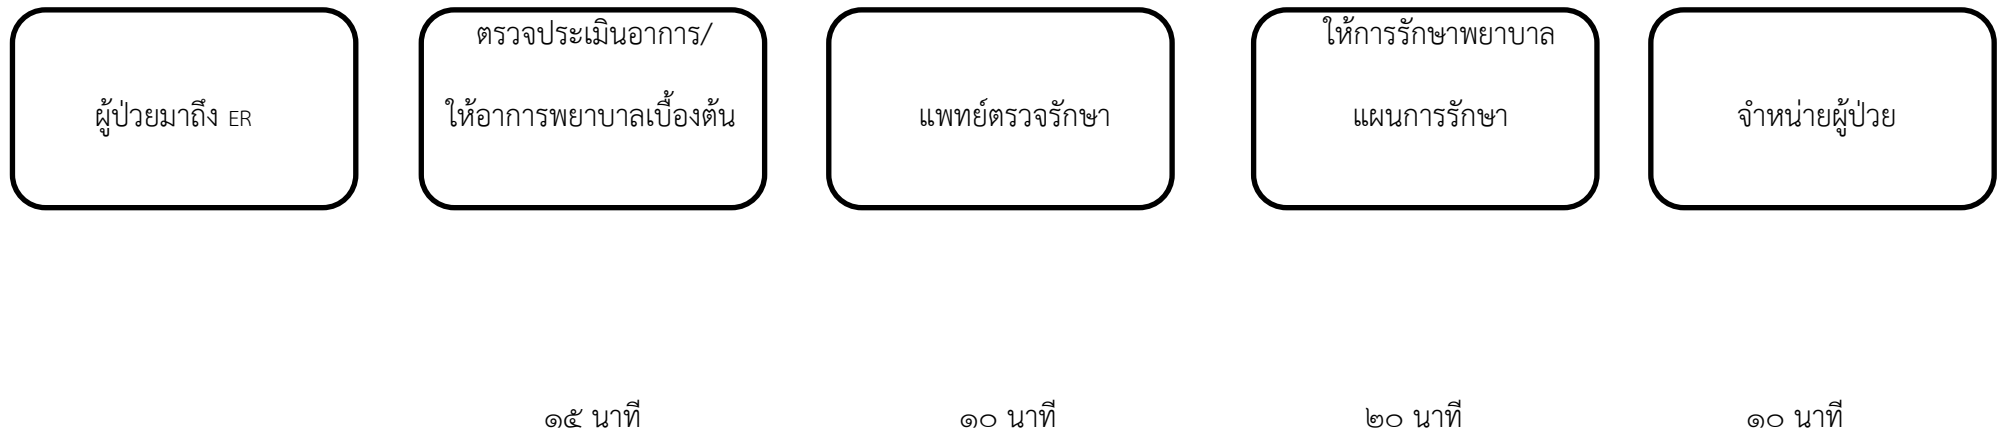 ผู้ป่วยมาถึง ER
ตรวจประเมินอาการ/
ให้อาการพยาบาลเบื้องต้น
แพทย์ตรวจรักษา
ให้การรักษาพยาบาล
แผนการรักษา
จำหน่ายผู้ป่วย
๑๕ นาที
๑๐ นาที
๒๐ นาที
๑๐ นาที